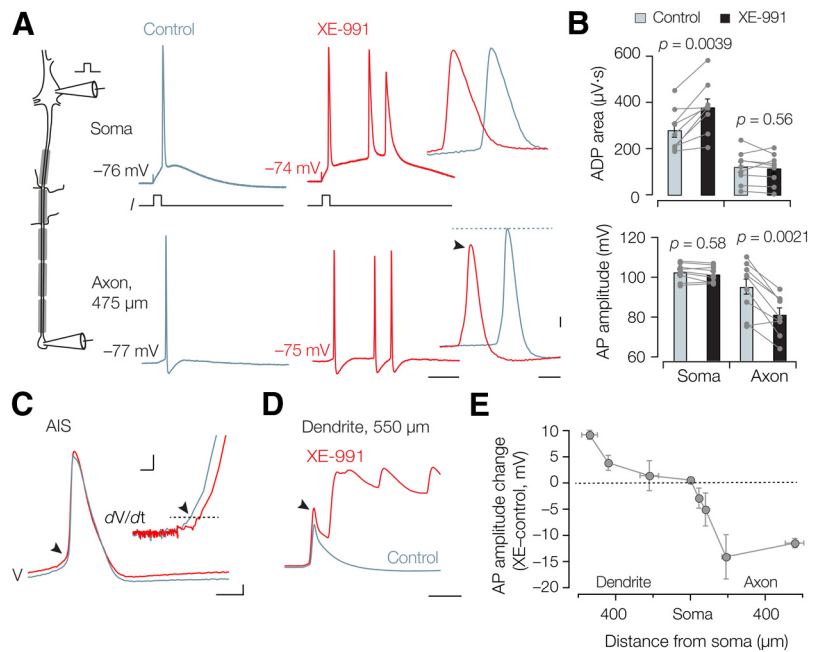 A
Control
XE-991
Soma
–76 mV
–74 mV
I
Axon,
475 μm
–77 mV
–75 mV
B
Control
XE-991
p = 0.0039
p = 0.56
ADP area (μV·s)
600
400
200
0
p = 0.58
p = 0.0021
AP amplitude (mV)
120
100
80
60
Soma
Axon
C
AIS
dV/dt
V
D
Dendrite, 550 μm
XE-991
Control
E
AP amplitude change
(XE–control, mV)
10
5
0
–5
–10
–15
–20
Dendrite
Axon
400
Soma
400
Distance from soma (μm)